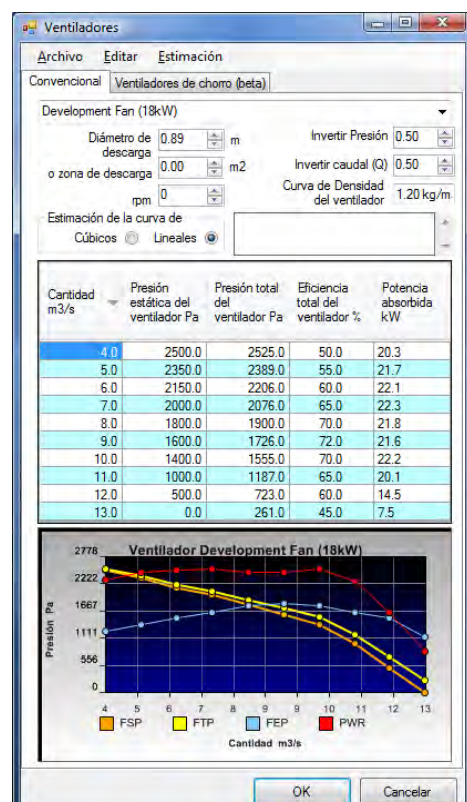 Ventiladores
Archivo Editar Estimación
Convencional Ventiladores de chorro (beta)
Development Fan (18kW)
Diámetro de descarga 0.89 m Invertir Presión 0.50
o zona de descarga 0.00 m2 Invertir caudal (Q) 0.50
rpm 0 Curva de Densidad del ventilador 1.20 kg/m
Estimación de la curva de
Cúbicos Lineales
Cantidad m3/s Presión estática del ventilador Pa Presión total del ventilador Pa Eficiencia total del ventilador % Potencia absorbida kW
4.0 2500.0 2525.0 50.0 20.3
5.0 2350.0 2389.0 55.0 21.7
6.0 2150.0 2206.0 60.0 22.1
7.0 2000.0 2076.0 65.0 22.3
8.0 1800.0 1900.0 70.0 21.8
9.0 1600.0 1726.0 72.0 21.6
10.0 1400.0 1555.0 70.0 22.2
11.0 1000.0 1187.0 65.0 20.1
12.0 500.0 723.0 60.0 14.5
13.0 0.0 261.0 45.0 7.5
Ventilador Development Fan (18kW)
Presión Pa
2778
2222
1667
1111
556
0
4 5 6 7 8 9 9 10 11 12 13
FSP FTP FEP PWR
Cantidad m3/s
OK Cancelar